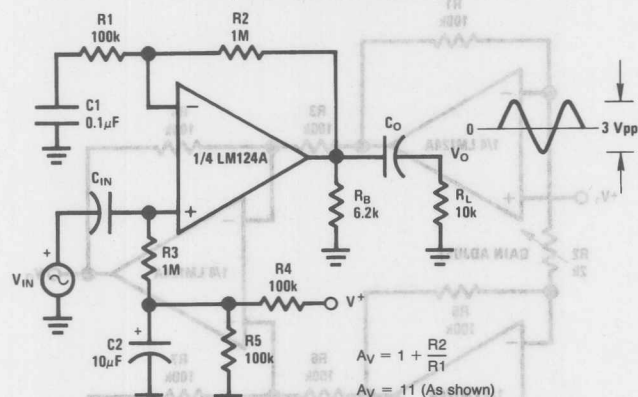 R1
100k
R2
1M
C1
0.1μF
1/4 LM124A
CIN
+
VIN
R3
1M
C2
10μF
+
R5
100k
R4
100k
V+
RB
6.2k
CO
VO
RL
10k
0
3 Vpp
AV = 1 + R2/R1
AV = 11 (As shown)